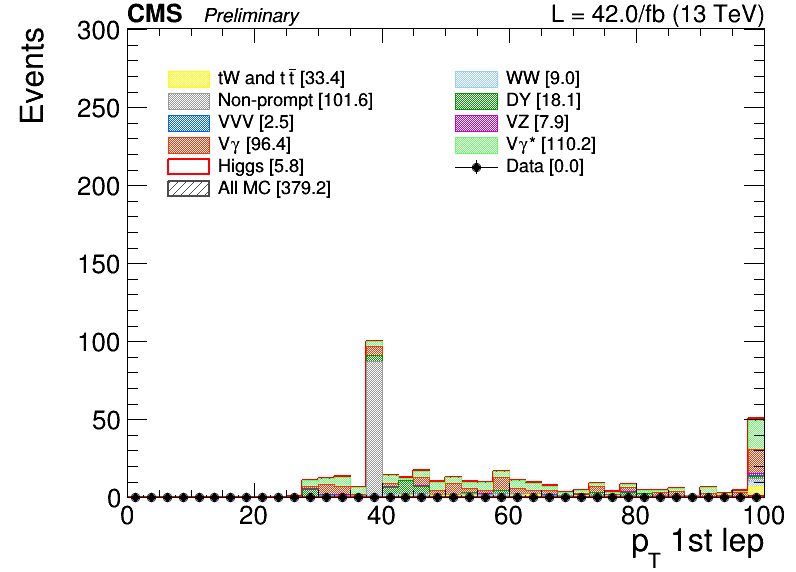 CMS Preliminary L = 42.0/fb (13 TeV)
Events
300
250
200
150
100
50
0
tW and tt̄ [33.4]
Non-prompt [101.6]
VVV [2.5]
Vγ [96.4]
Higgs [5.8]
All MC [379.2]
WW [9.0]
DY [18.1]
VZ [7.9]
Vγ* [110.2]
Data [0.0]
0 20 40 60 80 100
p_T 1st lep